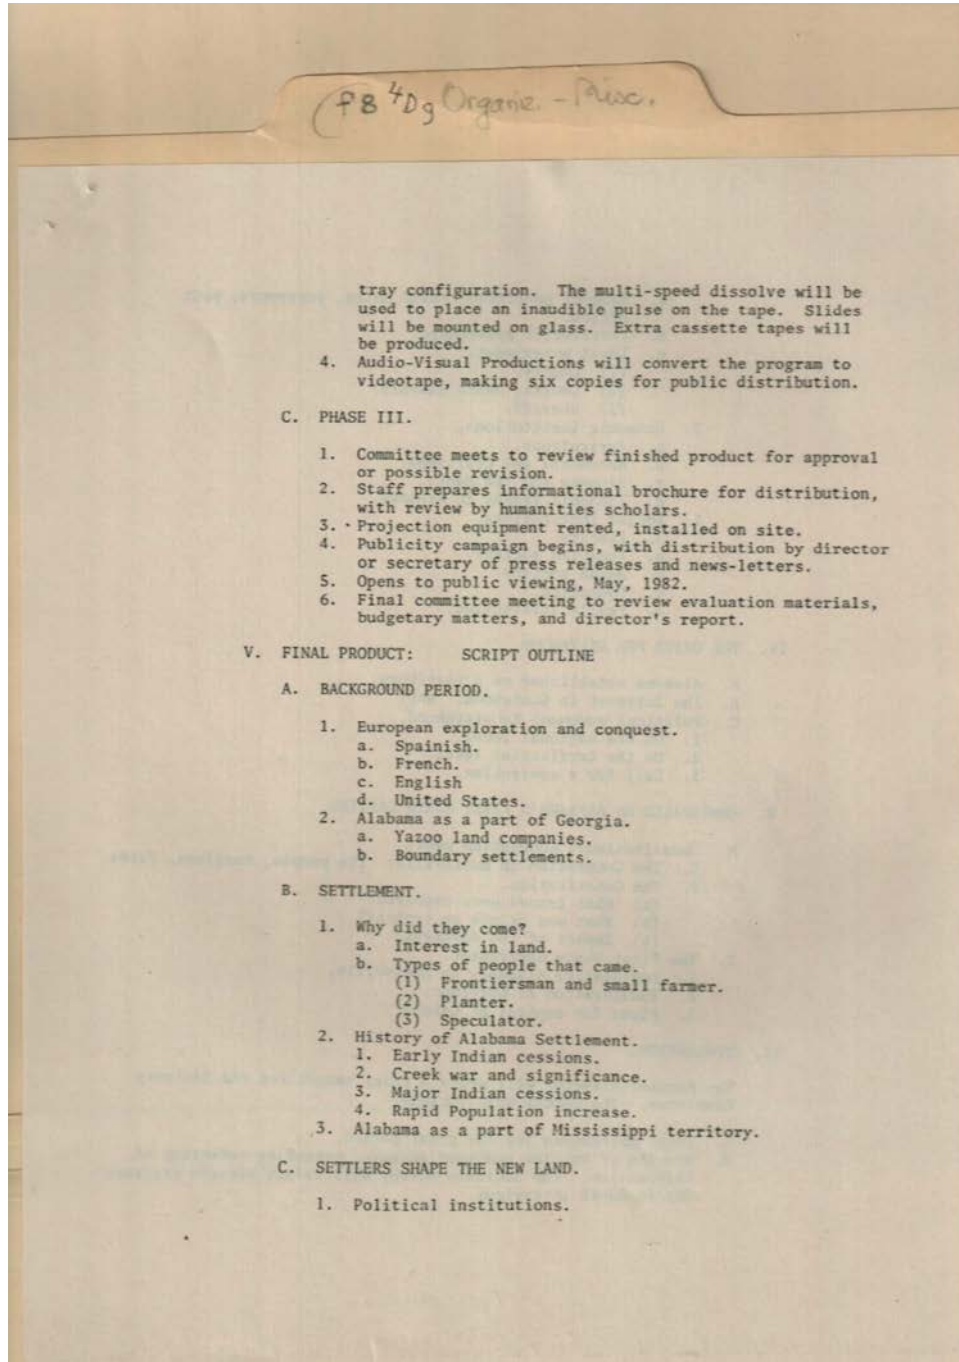 f8 4Dg Organiz. - Misc.
tray configuration. The multi-speed dissolve will be
used to place an inaudible pulse on the tape. Slides
will be mounted on glass. Extra cassette tapes will
be produced.
4. Audio-Visual Productions will convert the program to
videotape, making six copies for public distribution.
C. PHASE III.
1. Committee meets to review finished product for approval
or possible revision.
2. Staff prepares informational brochure for distribution,
with review by humanities scholars.
3. Projection equipment rented, installed on site.
4. Publicity campaign begins, with distribution by director
or secretary of press releases and news-letters.
5. Opens to public viewing, May, 1982.
6. Final committee meeting to review evaluation materials,
budgetary matters, and director's report.
V. FINAL PRODUCT: SCRIPT OUTLINE
A. BACKGROUND PERIOD.
1. European exploration and conquest.
a. Spainish.
b. French.
c. English
d. United States.
2. Alabama as a part of Georgia.
a. Yazoo land companies.
b. Boundary settlements.
B. SETTLEMENT.
1. Why did they come?
a. Interest in land.
b. Types of people that came.
(1) Frontiersman and small farmer.
(2) Planter.
(3) Speculator.
2. History of Alabama Settlement.
1. Early Indian cessions.
2. Creek war and significance.
3. Major Indian cessions.
4. Rapid Population increase.
3. Alabama as a part of Mississippi territory.
C. SETTLERS SHAPE THE NEW LAND.
1. Political institutions.